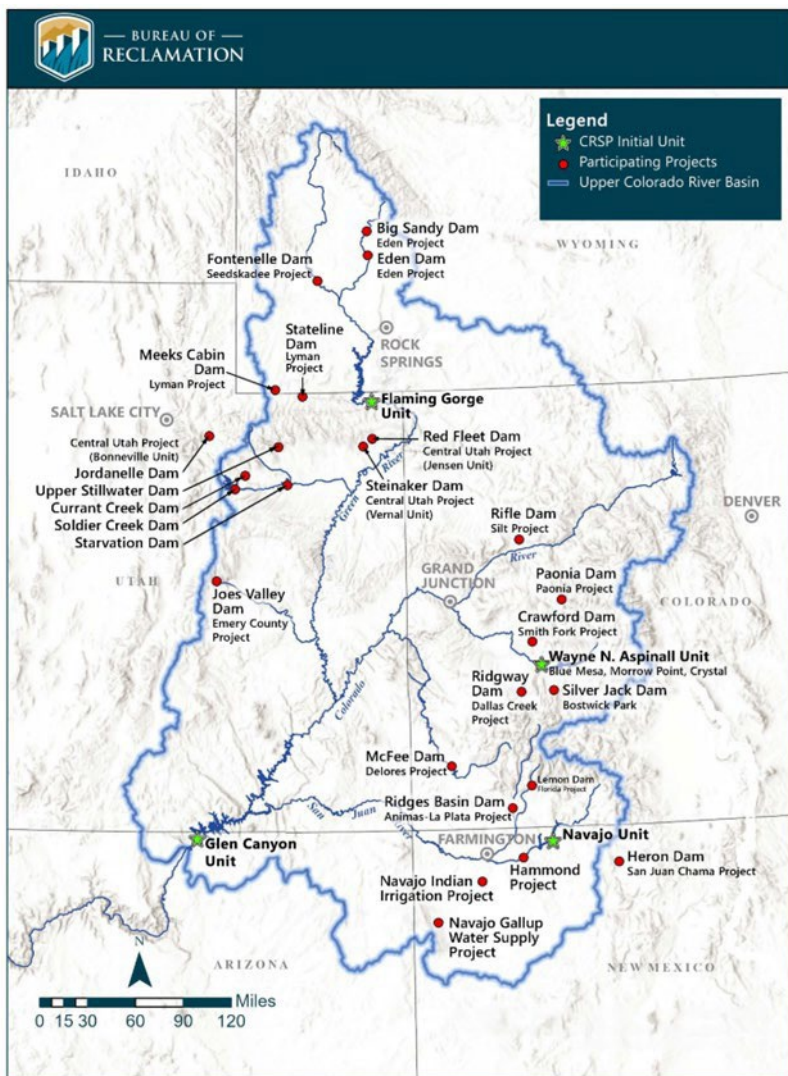 BUREAU OF
RECLAMATION
Legend
CRSP Initial Unit
Participating Projects
Upper Colorado River Basin
IDAHO
WYOMING
Big Sandy Dam
Eden Project
Eden Dam
Eden Project
Fontenelle Dam
Seedskadee Project
Stateline
Dam
Lyman
Project
ROCK
SPRINGS
Meeks Cabin
Dam
Lyman Project
Flaming Gorge
Unit
SALT LAKE CITY
Central Utah Project
(Bonneville Unit)
Jordanelle Dam
Upper Stillwater Dam
Currant Creek Dam
Soldier Creek Dam
Starvation Dam
Red Fleet Dam
Central Utah Project
(Jensen Unit)
Steinaker Dam
Central Utah Project
(Vernal Unit)
Green
River
Rifle Dam
Silt Project
DENVER
River
GRAND
JUNCTION
UTAH
Joes Valley
Dam
Emery County
Project
Paonia Dam
Paonia Project
COLORADO
Crawford Dam
Smith Fork Project
Wayne N. Aspinall Unit
Blue Mesa, Morrow Point, Crystal
Ridgway
Dam
Dallas Creek
Project
Silver Jack Dam
Bostwick Park
Colorado
McFee Dam
Delores Project
Lemon Dam
Florida Project
Ridges Basin Dam
Animas-La Plata Project
San Juan River
Glen Canyon
Unit
FARMINGTON
Navajo Unit
Hammond
Project
Heron Dam
San Juan Chama Project
Navajo Indian
Irrigation Project
Navajo Gallup
Water Supply
Project
ARIZONA
NEW MEXICO
N
Miles
0 15 30 60 90 120